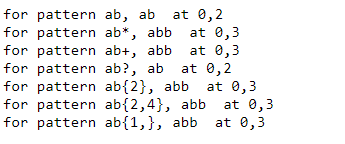 for pattern ab, ab  at 0,2
for pattern ab*, abb  at 0,3
for pattern ab+, abb  at 0,3
for pattern ab?, ab  at 0,2
for pattern ab{2}, abb  at 0,3
for pattern ab{2,4}, abb  at 0,3
for pattern ab{1,}, abb  at 0,3